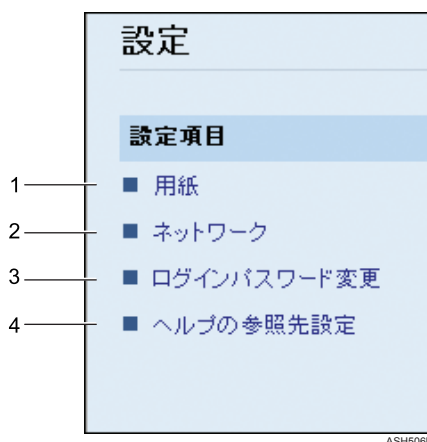 設定
設定項目
1 用紙
2 ネットワーク
3 ログインパスワード変更
4 ヘルプの参照先設定